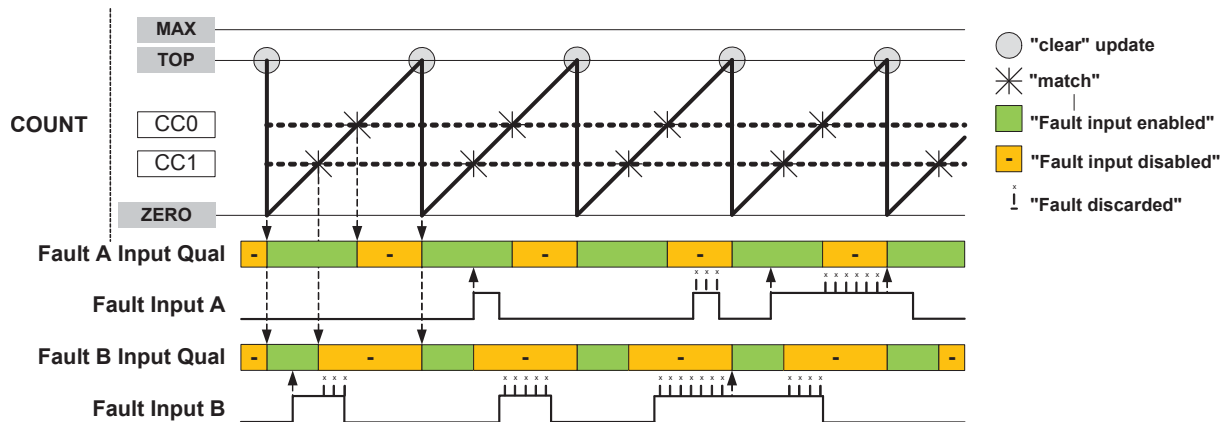 MAX
"clear" update
TOP
"match"
COUNT
CC0
"Fault input enabled"
CC1
- "Fault input disabled"
x
"Fault discarded"
ZERO
Fault A Input Qual - - - - -
x x x x x x x x x
Fault Input A
Fault B Input Qual - - - - - -
x x x x x x x x x x x x x x x x x x x
Fault Input B